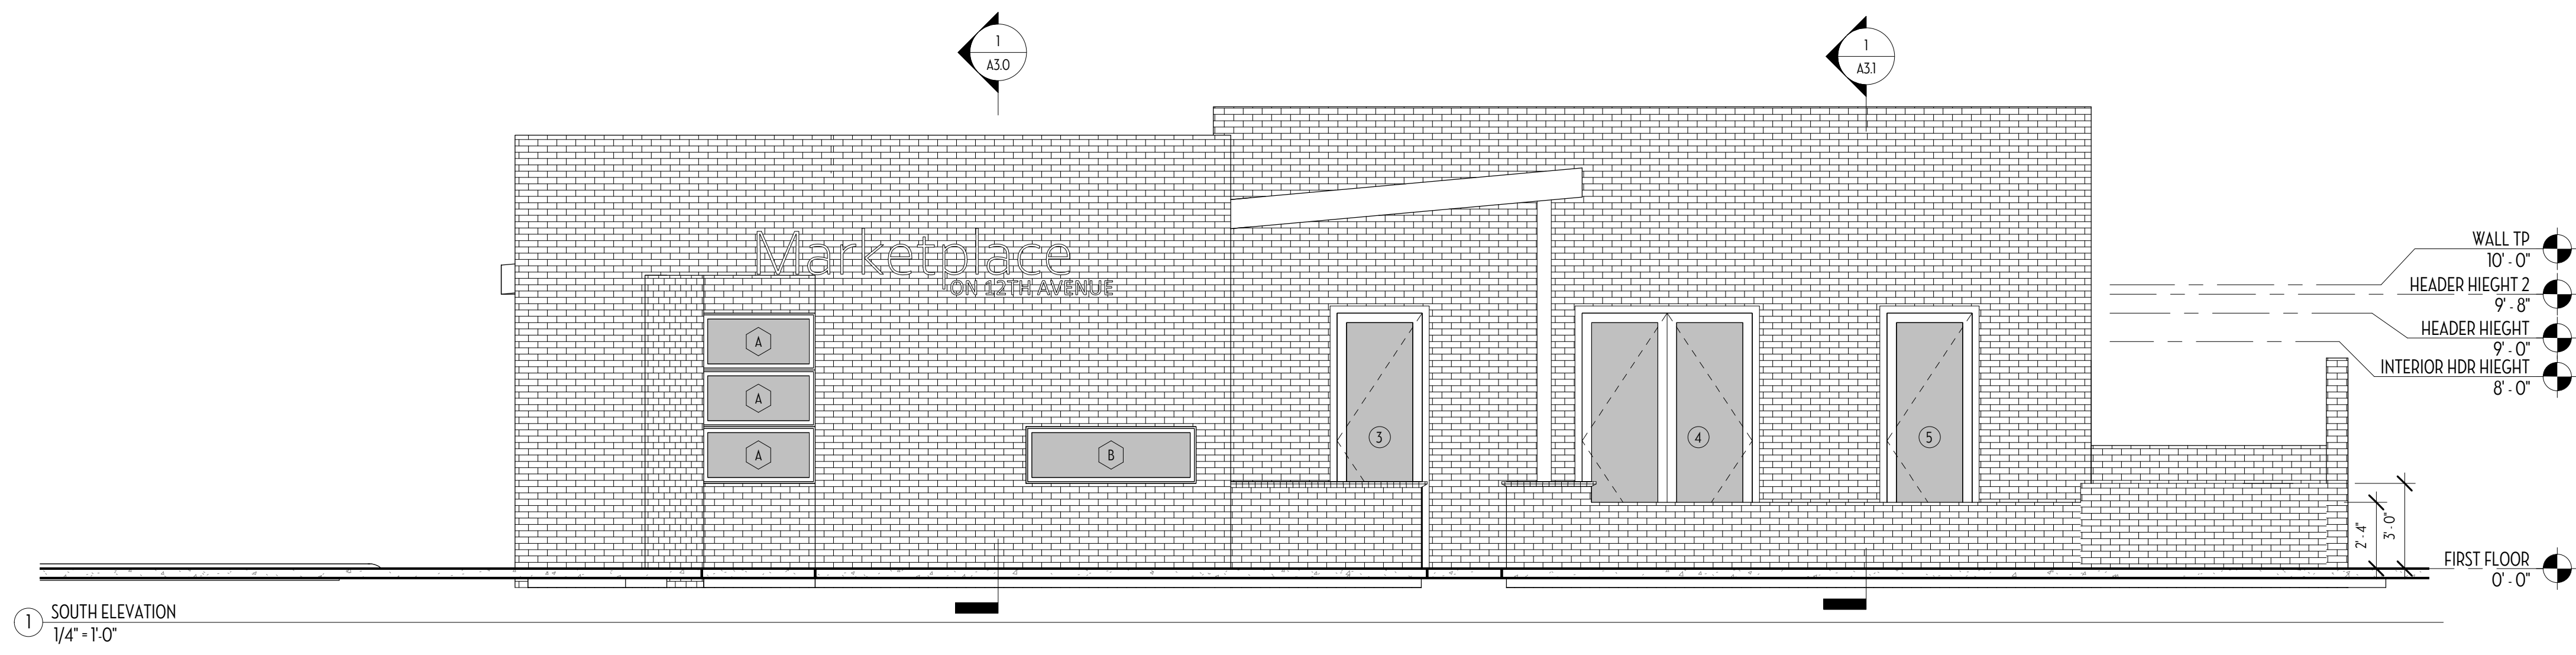 1
A3.0
1
A3.1
Marketplace
ON 12TH AVENUE
WALL TP
10' - 0"
HEADER HIEGHT 2
9' - 8"
HEADER HIEGHT
9' - 0"
INTERIOR HDR HIEGHT
8' - 0"
A
A
A
B
3
4
5
2' - 4"
3' - 0"
FIRST FLOOR
0' - 0"
1
SOUTH ELEVATION
1/4" = 1'-0"